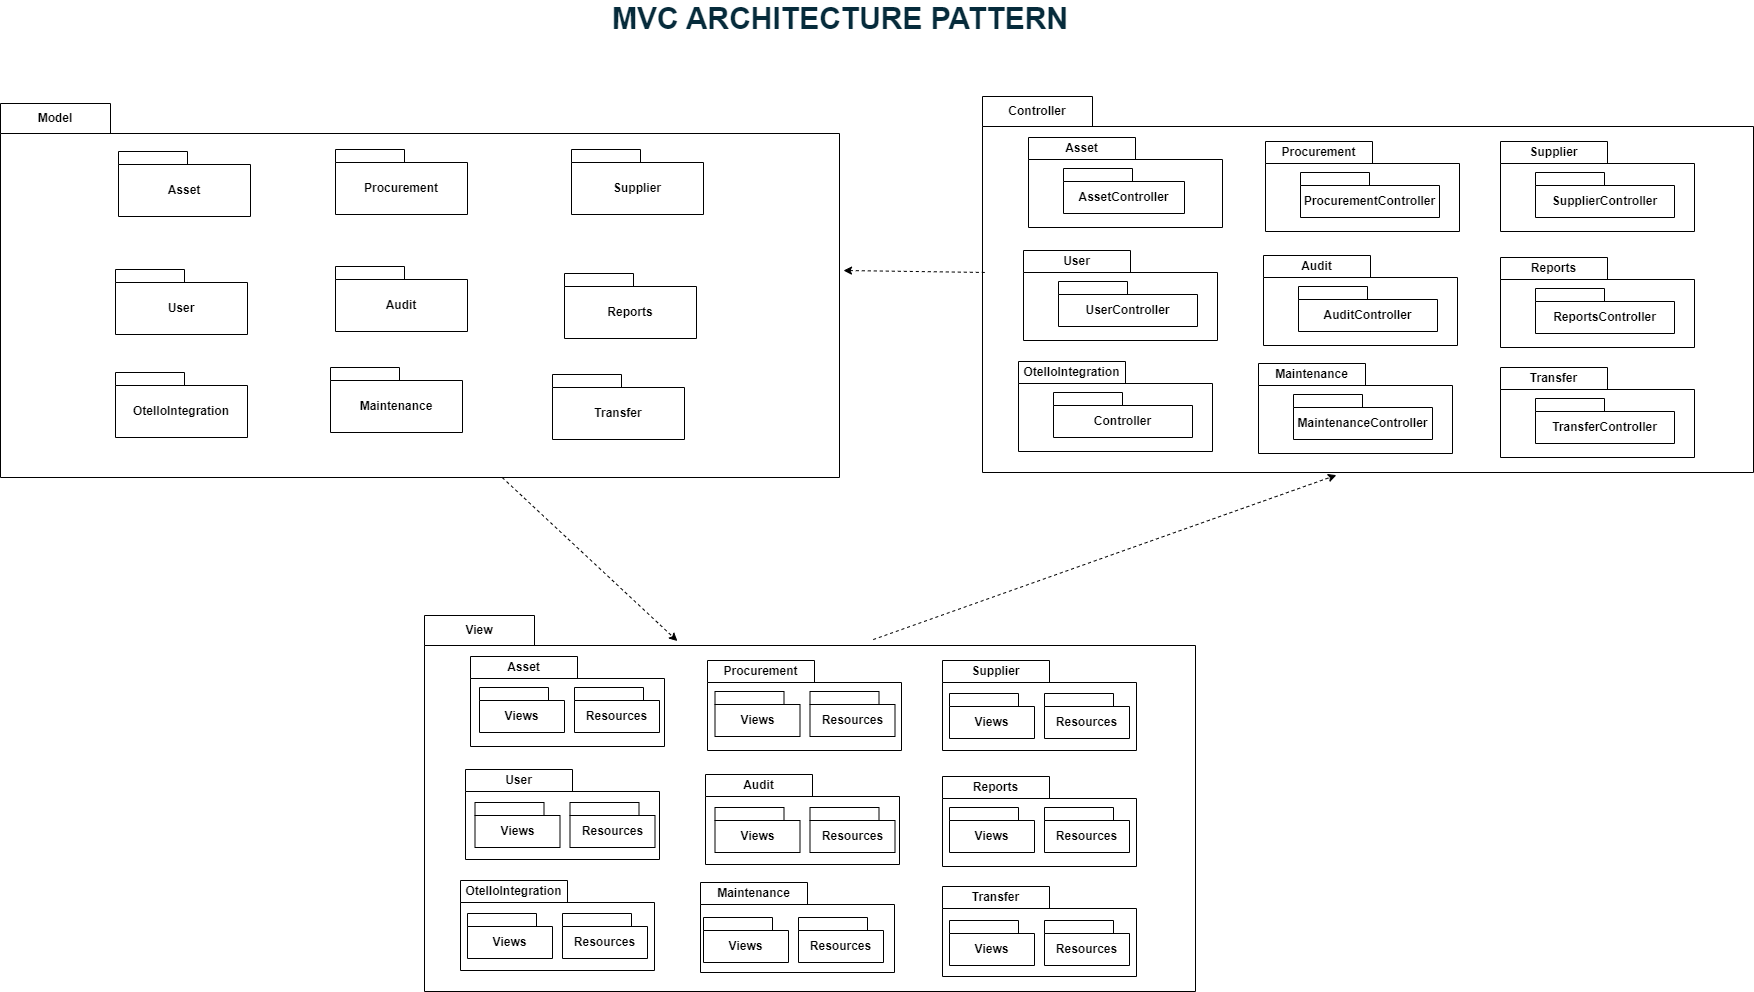 MVC ARCHITECTURE PATTERN
Model
Asset
Procurement
Supplier
User
Audit
Reports
OtelloIntegration
Maintenance
Transfer
Controller
Asset
AssetController
Procurement
ProcurementController
Supplier
SupplierController
User
UserController
Audit
AuditController
Reports
ReportsController
OtelloIntegration
Controller
Maintenance
MaintenanceController
Transfer
TransferController
View
Asset
Views
Resources
Procurement
Views
Resources
Supplier
Views
Resources
User
Views
Resources
Audit
Views
Resources
Reports
Views
Resources
OtelloIntegration
Views
Resources
Maintenance
Views
Resources
Transfer
Views
Resources